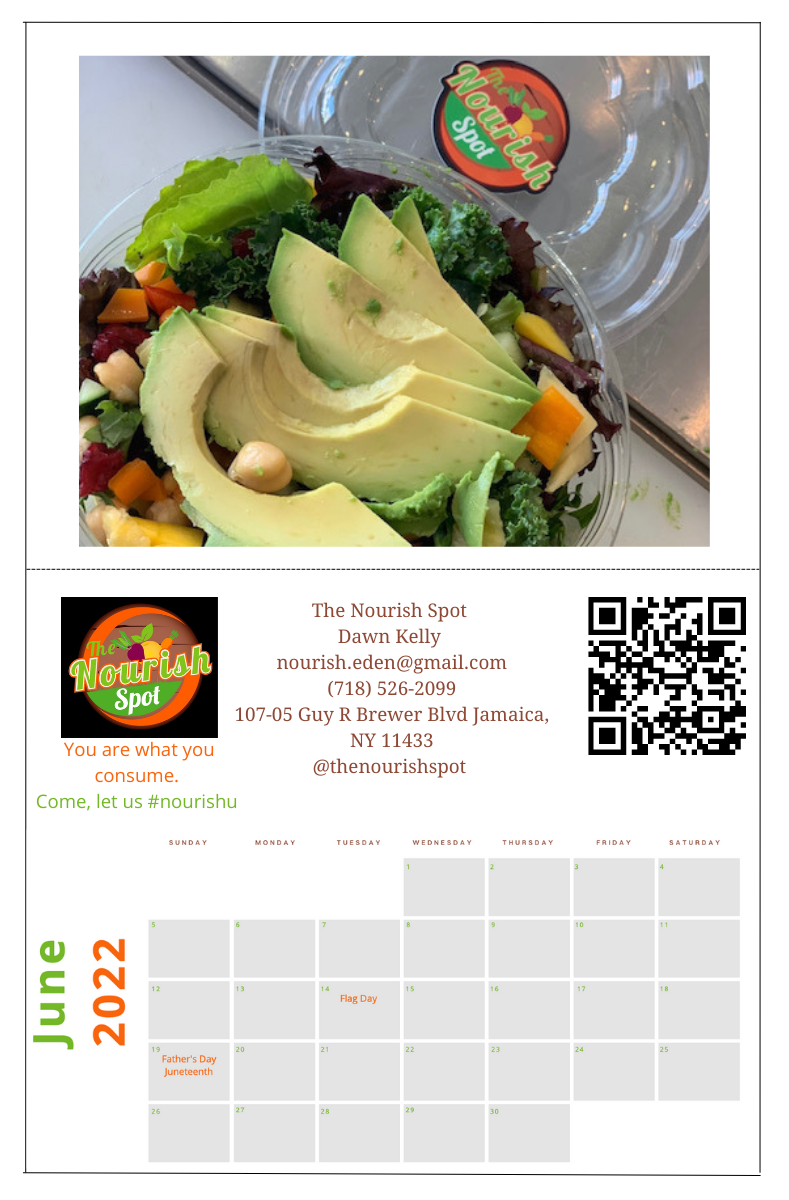 The
Nourish
Spot
The
Nourish
Spot
You are what you
consume.
Come, let us #nourishu
The Nourish Spot
Dawn Kelly
nourish.eden@gmail.com
(718) 526-2099
107-05 Guy R Brewer Blvd Jamaica,
NY 11433
@thenourishspot
June
2022
SUNDAY MONDAY TUESDAY WEDNESDAY THURSDAY FRIDAY SATURDAY
1 2 3 4
5 6 7 8 9 10 11
12 13 14 15 16 17 18
Flag Day
19 20 21 22 23 24 25
Father's Day
Juneteenth
26 27 28 29 30